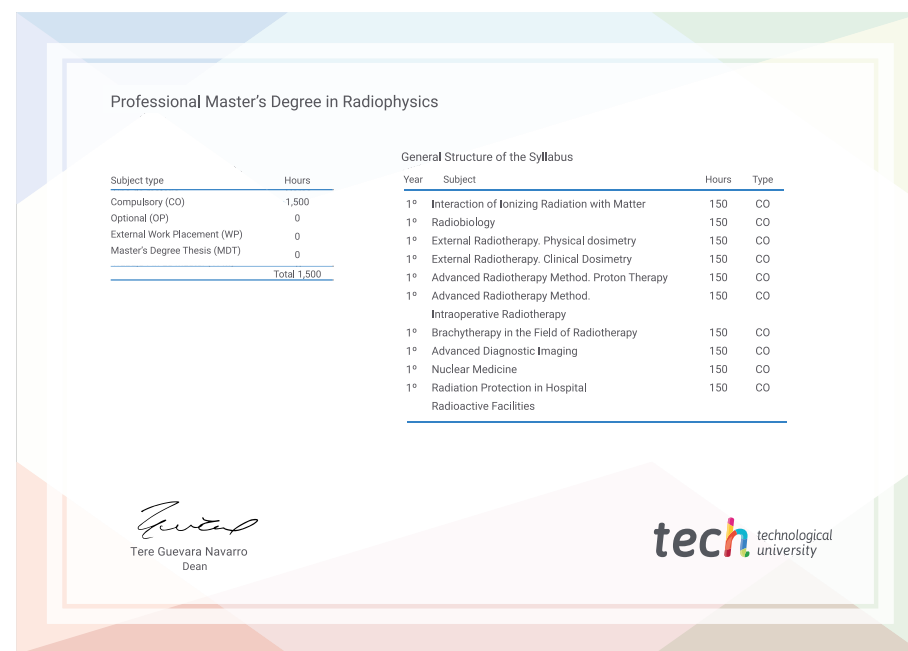 Professional Master's Degree in Radiophysics
Subject type Hours
Compulsory (CO) 1,500
Optional (OP) 0
External Work Placement (WP) 0
Master's Degree Thesis (MDT) 0
Total 1,500
General Structure of the Syllabus
Year Subject Hours Type
1º Interaction of Ionizing Radiation with Matter 150 CO
1º Radiobiology 150 CO
1º External Radiotherapy. Physical dosimetry 150 CO
1º External Radiotherapy. Clinical Dosimetry 150 CO
1º Advanced Radiotherapy Method. Proton Therapy 150 CO
1º Advanced Radiotherapy Method. 150 CO
Intraoperative Radiotherapy
1º Brachytherapy in the Field of Radiotherapy 150 CO
1º Advanced Diagnostic Imaging 150 CO
1º Nuclear Medicine 150 CO
1º Radiation Protection in Hospital 150 CO
Radioactive Facilities
Tere Guevara Navarro
Dean
tech technological
university